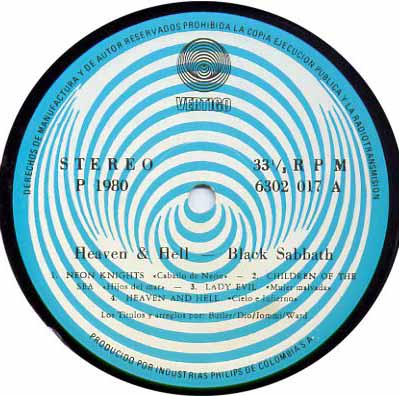 DERECHOS DE MANUFACTURA Y DE AUTOR RESERVADOS PROHIBIDA LA COPIA EJECUCION PUBLICA Y LA RADIOTRANSMISION
VERTIGO
STEREO 33⅓ RPM
P 1980 6302 017 A
Heaven & Hell — Black Sabbath
1. NEON KNIGHTS «Caballo de Neón» — 2. CHILDREN OF THE
SEA «Hijos del mar» — 3. LADY EVIL «Mujer malvada»
4. HEAVEN AND HELL «Cielo e Infierno»
Los Titulos y arreglos por: Butler/Dio/Iommi/Ward
PRODUCIDO POR INDUSTRIAS PHILIPS DE COLOMBIA S.A.